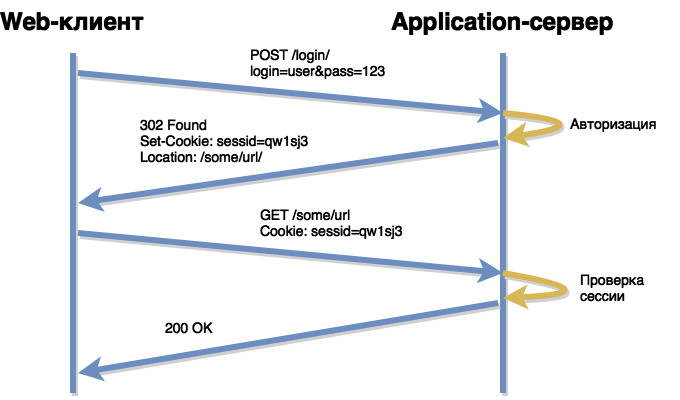 Web-клиент
Application-сервер
POST /login/
login=user&pass=123
Авторизация
302 Found
Set-Cookie: sessid=qw1sj3
Location: /some/url/
GET /some/url
Cookie: sessid=qw1sj3
Проверка
сессии
200 OK